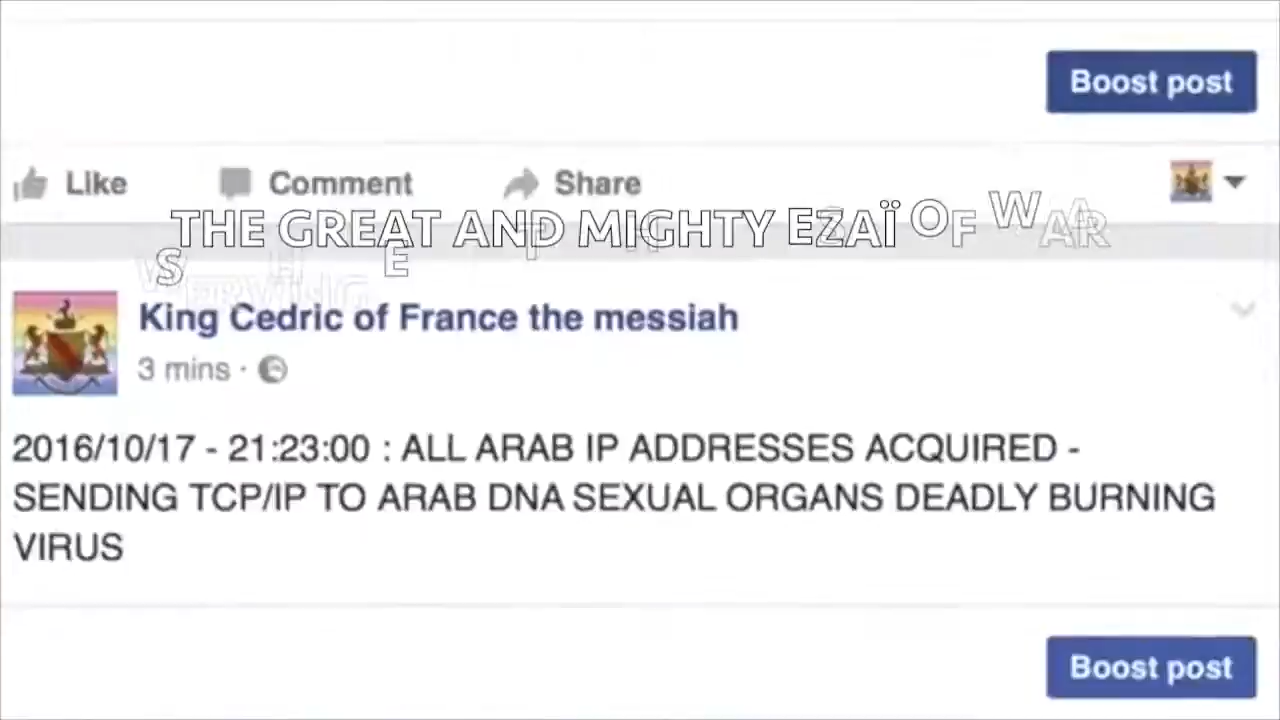 Boost post
Like Comment Share
THE GREAT AND MIGHTY EZAÏ OF WAR
King Cedric of France the messiah
3 mins ·
2016/10/17 - 21:23:00 : ALL ARAB IP ADDRESSES ACQUIRED -
SENDING TCP/IP TO ARAB DNA SEXUAL ORGANS DEADLY BURNING
VIRUS
Boost post